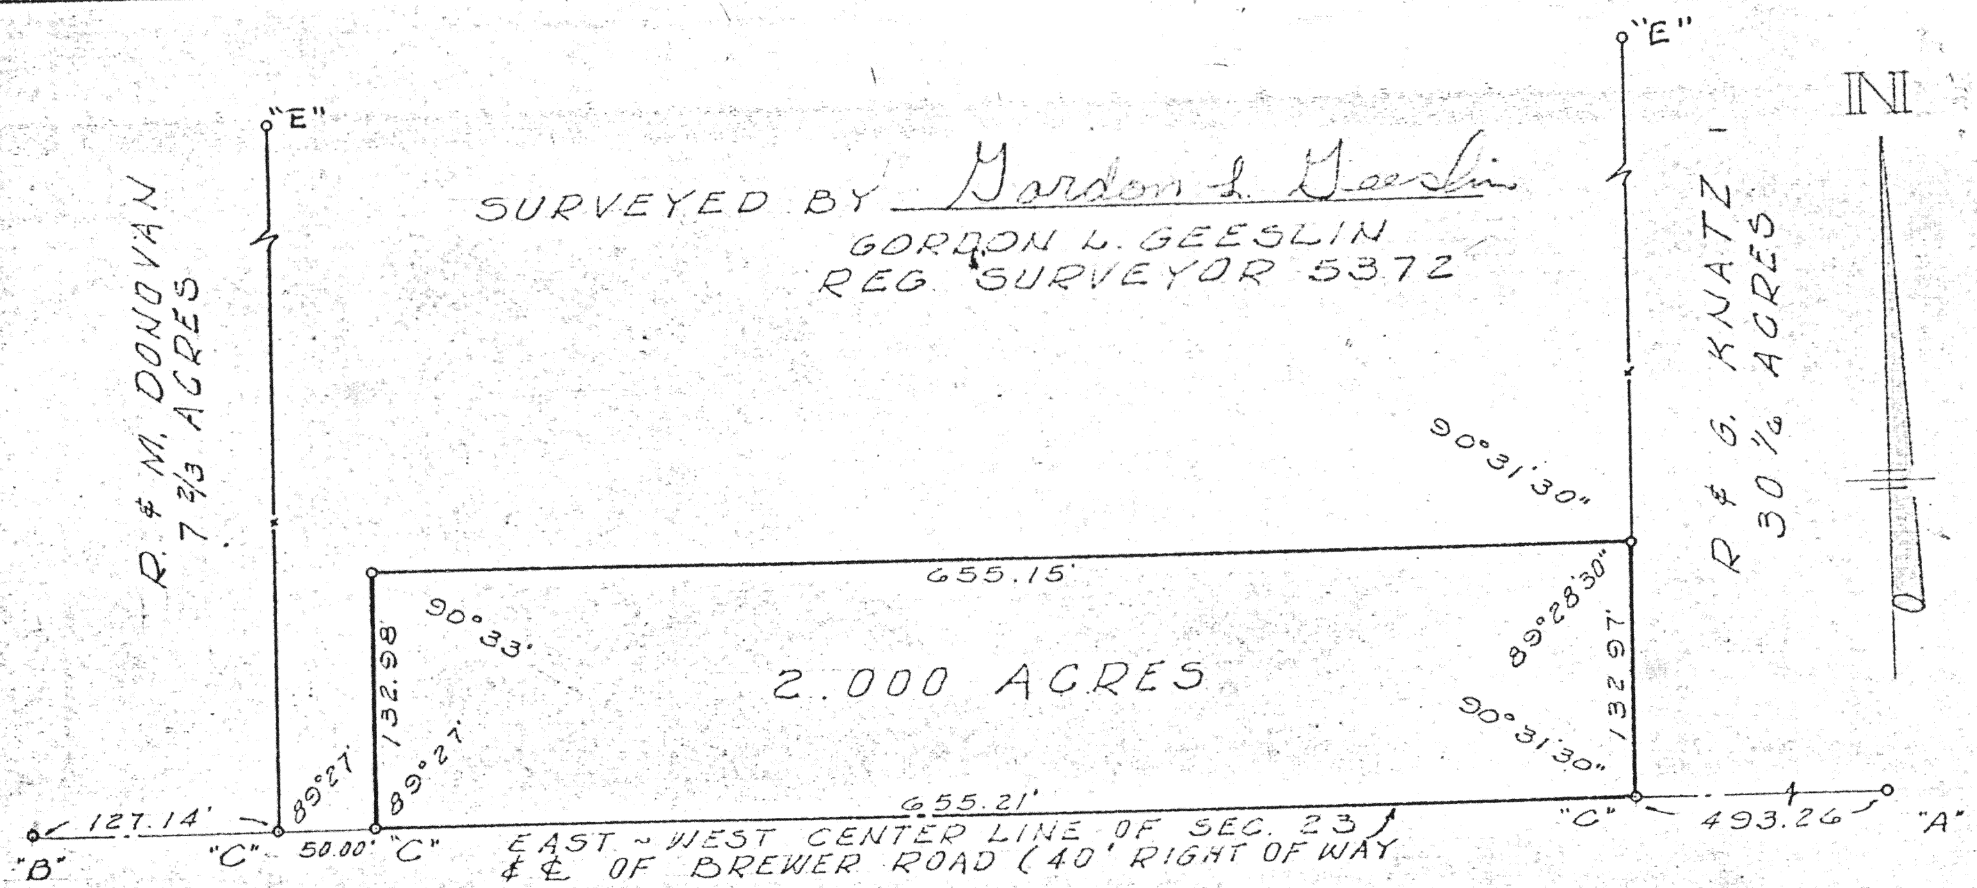 "E"
"E"
N
SURVEYED BY Gordon L. Geeslin
GORDON L. GEESLIN
REG. SURVEYOR 5372
R. & M. DONOVAN
7 2/3 ACRES
R & G. KNATZ
30 1/6 ACRES
90°31'30"
655.15'
90°33'
132.98'
89°28'30"
132.97'
2.000 ACRES
90°31'30"
89°27'
89°27'
655.21'
127.14'
"B"
"C"
50.00'
"C"
EAST ~ WEST CENTER LINE OF SEC. 23
& ℄ OF BREWER ROAD (40' RIGHT OF WAY
"C"
493.26
"A"